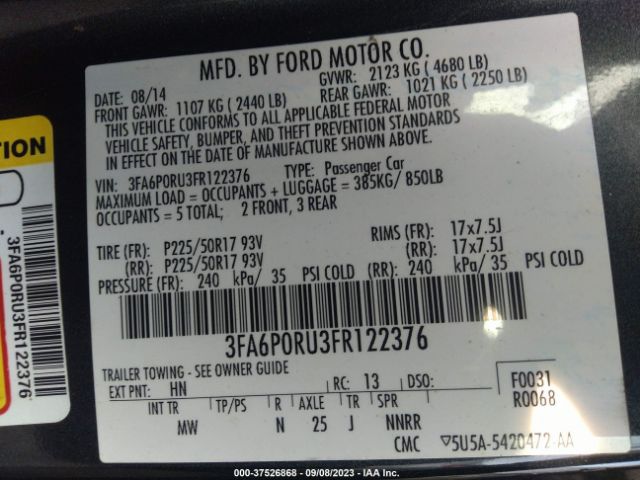 MFD. BY FORD MOTOR CO.
DATE: 08/14 GVWR: 2123 KG ( 4680 LB)
FRONT GAWR: 1107 KG ( 2440 LB) REAR GAWR: 1021 KG ( 2250 LB)
THIS VEHICLE CONFORMS TO ALL APPLICABLE FEDERAL MOTOR
VEHICLE SAFETY, BUMPER, AND THEFT PREVENTION STANDARDS
IN EFFECT ON THE DATE OF MANUFACTURE SHOWN ABOVE.
VIN: 3FA6P0RU3FR122376 TYPE: Passenger Car
MAXIMUM LOAD = OCCUPANTS + LUGGAGE = 385KG/ 850LB
OCCUPANTS = 5 TOTAL; 2 FRONT, 3 REAR
TIRE (FR): P225/50R17 93V RIMS (FR): 17x7.5J
(RR): P225/50R17 93V (RR): 17x7.5J
PRESSURE (FR): 240 kPa/ 35 PSI COLD (RR): 240 kPa/ 35 PSI COLD
3FA6P0RU3FR122376
TRAILER TOWING - SEE OWNER GUIDE
EXT PNT: HN RC: 13 DSO: F0031
R0068
INT TR TP/PS R AXLE TR SPR
MW N 25 J NNRR
CMC ▽5U5A-5420472-AA
TION
3FA6P0RU3FR122376
© COPART - 37526868 - 09/08/2023 - IAA Inc.